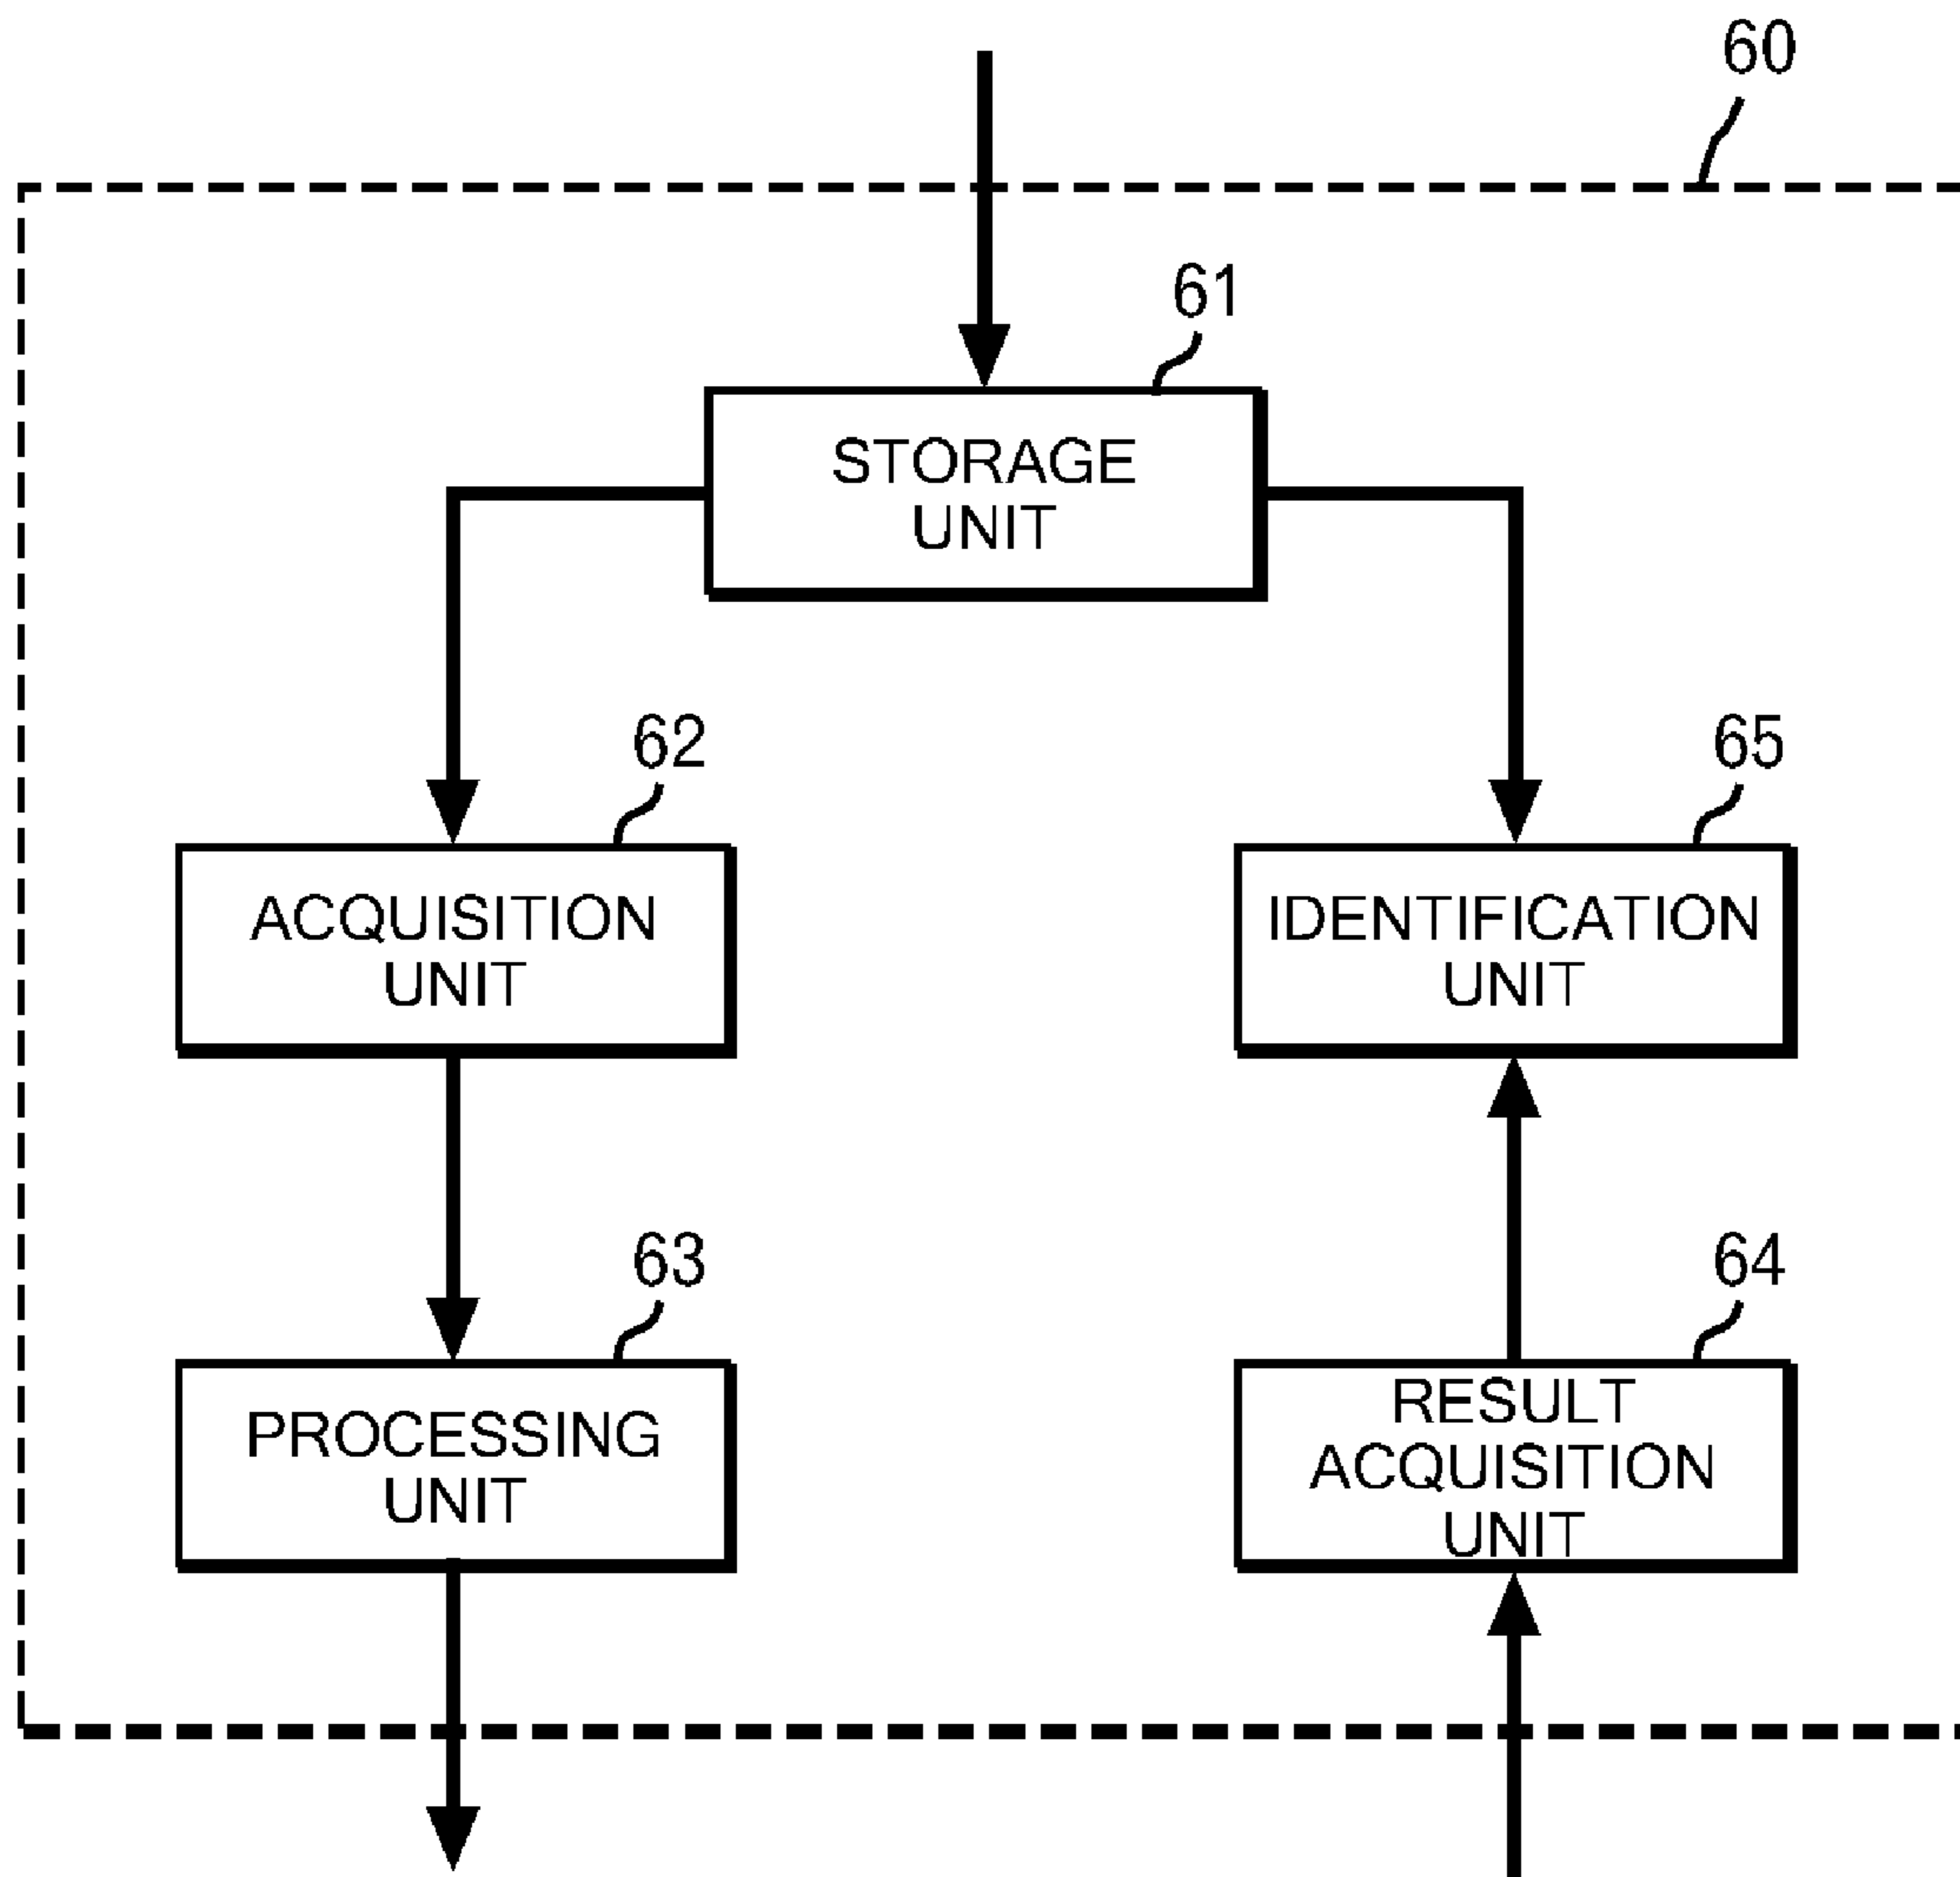 60
61
STORAGE
UNIT
62
ACQUISITION
UNIT
65
IDENTIFICATION
UNIT
63
PROCESSING
UNIT
64
RESULT
ACQUISITION
UNIT